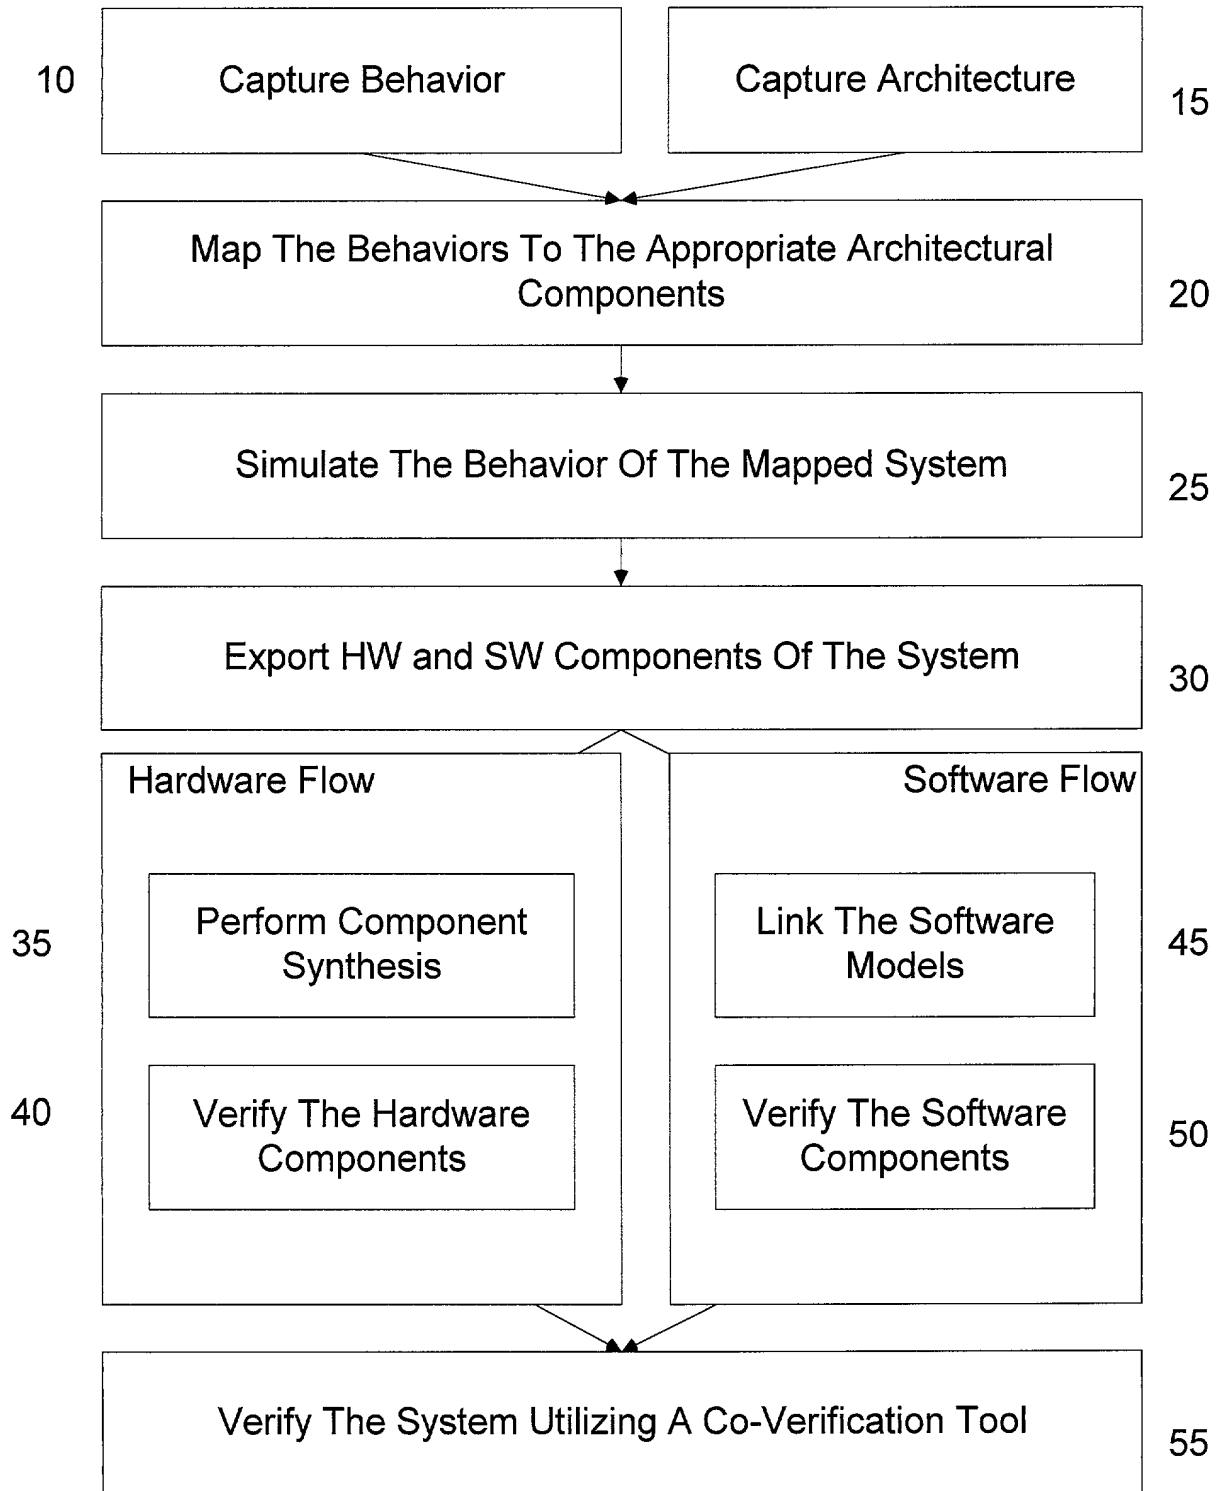 10
Capture Behavior
Capture Architecture
15
Map The Behaviors To The Appropriate Architectural
Components
20
Simulate The Behavior Of The Mapped System
25
Export HW and SW Components Of The System
30
Hardware Flow
Software Flow
35
Perform Component
Synthesis
Link The Software
Models
45
40
Verify The Hardware
Components
Verify The Software
Components
50
Verify The System Utilizing A Co-Verification Tool
55